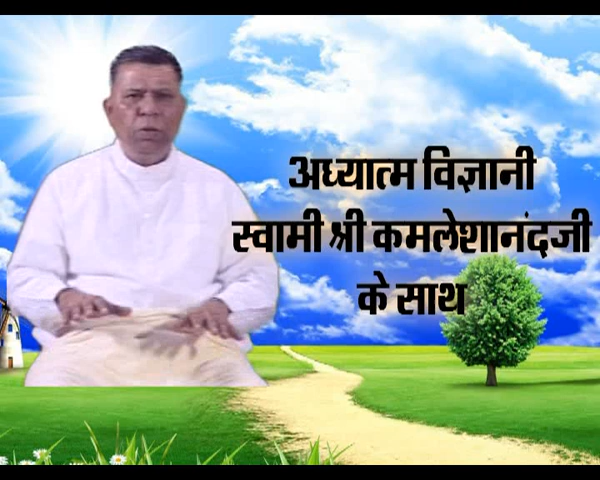 अध्यात्म विज्ञानी
स्वामी श्री कमलेशानंदजी
के साथ